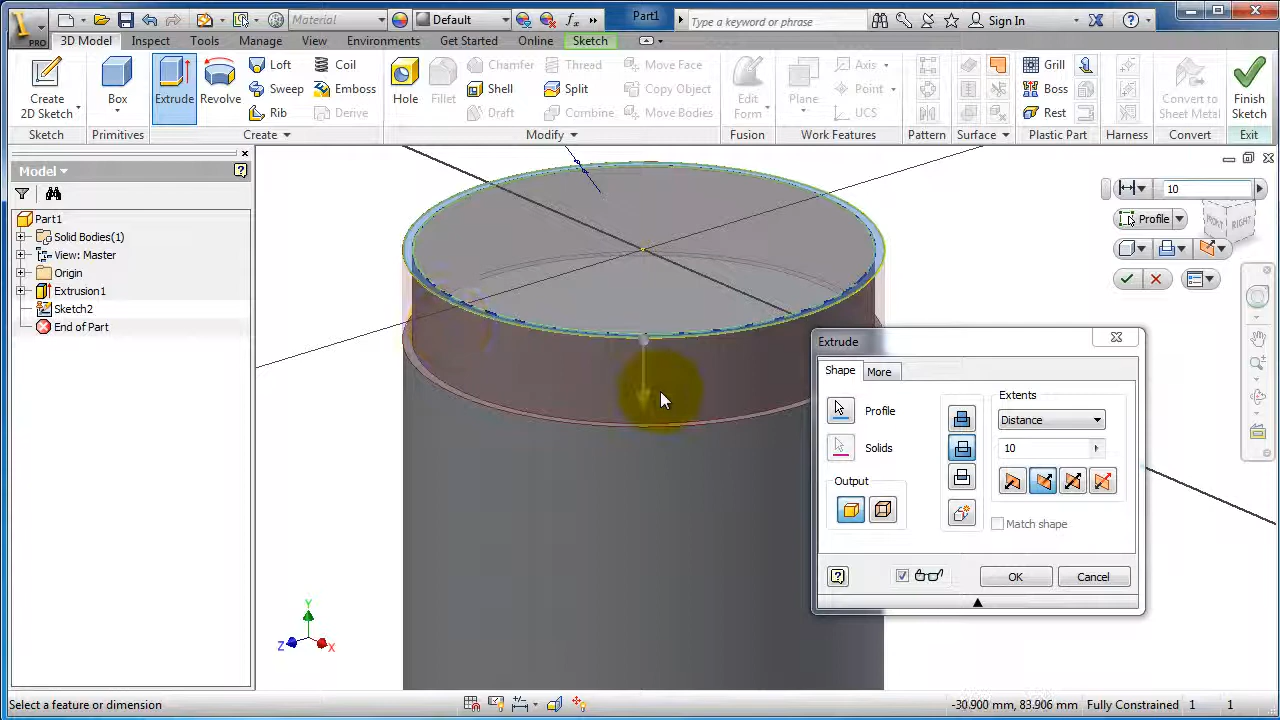 Material
Default
Part1
Type a keyword or phrase
Sign In
PRO
3D Model
Inspect
Tools
Manage
View
Environments
Get Started
Online
Sketch
Create
2D Sketch
Box
Extrude
Revolve
Loft
Sweep
Rib
Coil
Emboss
Derive
Hole
Fillet
Chamfer
Shell
Draft
Thread
Split
Combine
Move Face
Copy Object
Move Bodies
Edit
Form
Plane
Axis
Point
UCS
Grill
Boss
Rest
Convert to
Sheet Metal
Finish
Sketch
Sketch
Primitives
Create
Modify
Fusion
Work Features
Pattern
Surface
Plastic Part
Harness
Convert
Exit
Model
Part1
Solid Bodies(1)
View: Master
Origin
Extrusion1
Sketch2
End of Part
10
Profile
FRONT
RIGHT
Extrude
Shape
More
Profile
Solids
Output
Extents
Distance
10
Match shape
OK
Cancel
Y
Z
X
Select a feature or dimension
-30.900 mm, 83.906 mm
Fully Constrained
1
1